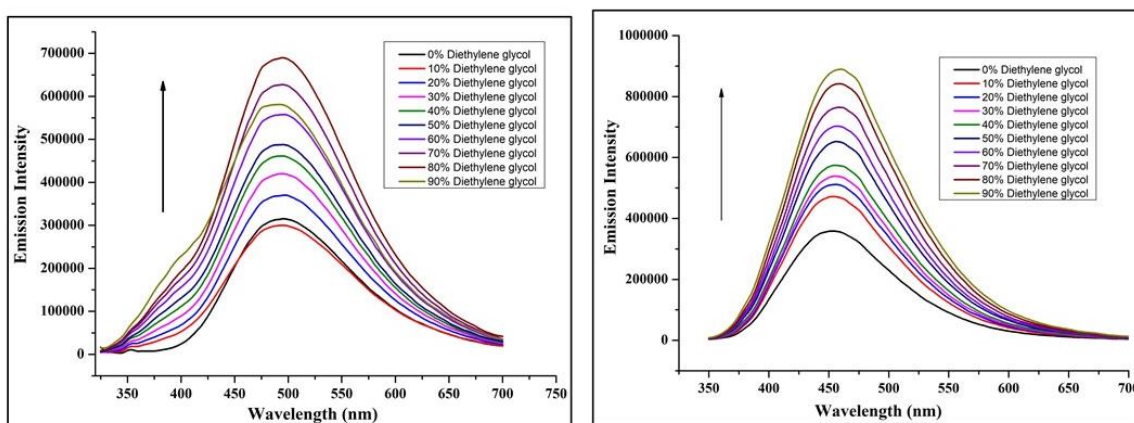 700000
600000
500000
400000
300000
200000
100000
0
Emission Intensity
0% Diethylene glycol
10% Diethylene glycol
20% Diethylene glycol
30% Diethylene glycol
40% Diethylene glycol
50% Diethylene glycol
60% Diethylene glycol
70% Diethylene glycol
80% Diethylene glycol
90% Diethylene glycol
350 400 450 500 550 600 650 700 750
Wavelength (nm)
1000000
800000
600000
400000
200000
0
Emission Intensity
0% Diethylene glycol
10% Diethylene glycol
20% Diethylene glycol
30% Diethylene glycol
40% Diethylene glycol
50% Diethylene glycol
60% Diethylene glycol
70% Diethylene glycol
80% Diethylene glycol
90% Diethylene glycol
350 400 450 500 550 600 650 700
Wavelength (nm)